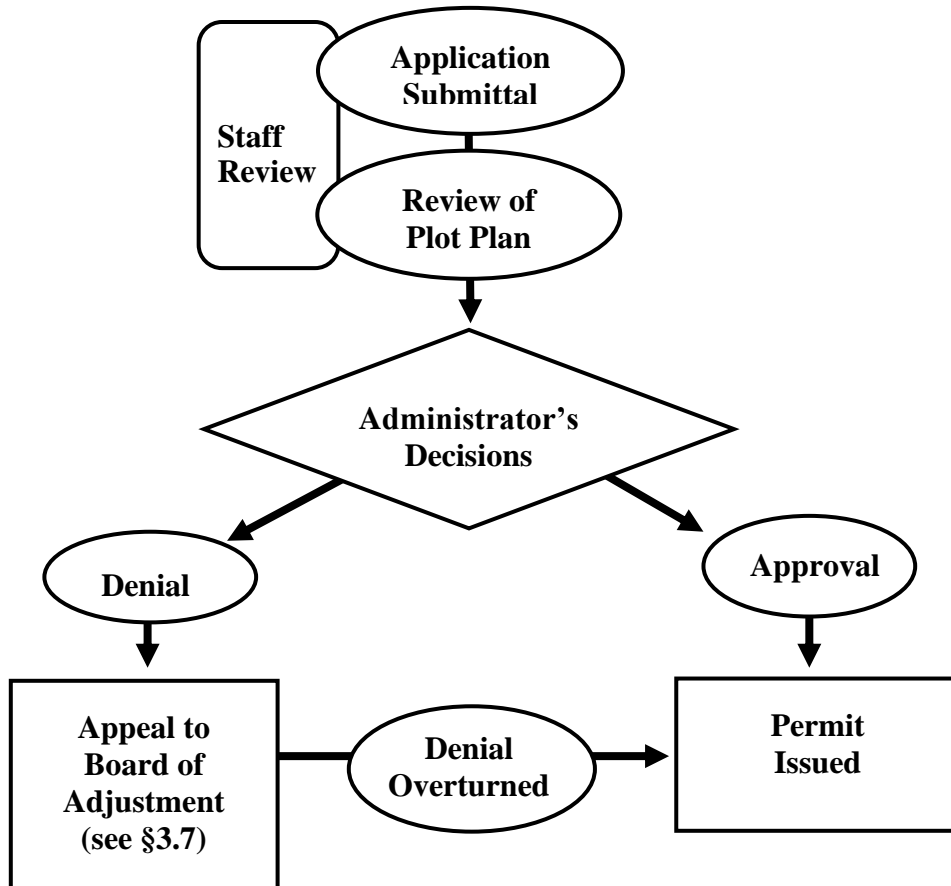 Application
Submittal
Staff
Review
Review of
Plot Plan
Administrator’s
Decisions
Denial
Approval
Appeal to
Board of
Adjustment
(see §3.7)
Denial
Overturned
Permit
Issued